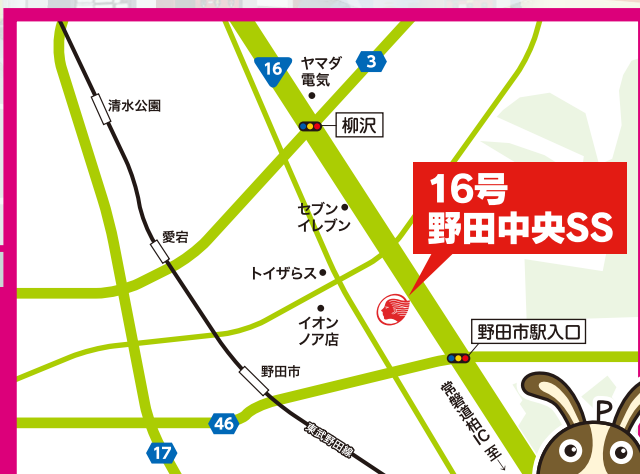 16
ヤマダ
電気
3
清水公園
柳沢
16号
野田中央SS
セブン
イレブン
愛宕
トイザらス
イオン
ノア店
野田市駅入口
野田市
46
東武野田線
17
常磐道柏IC 至
P